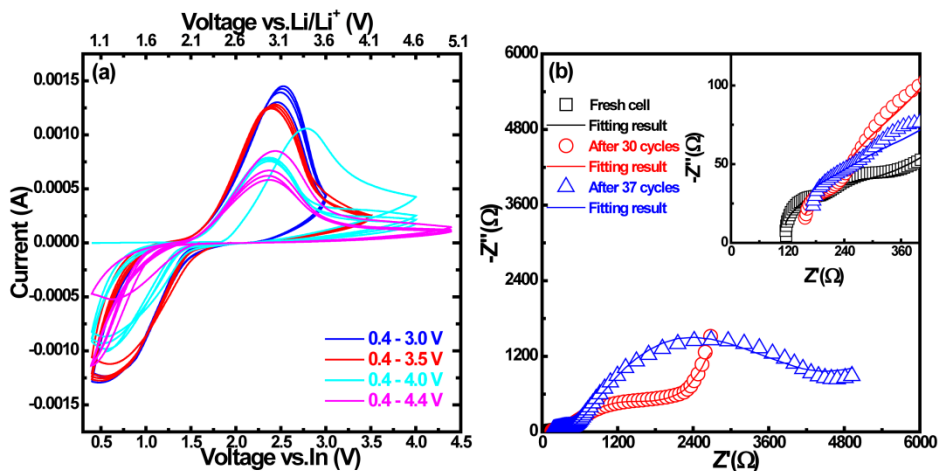 Voltage vs.Li/Li⁺ (V)
1.1 1.6 2.1 2.6 3.1 3.6 4.1 4.6 5.1
(a)
0.0015
0.0010
0.0005
0.0000
-0.0005
-0.0010
-0.0015
Current (A)
0.4 - 3.0 V
0.4 - 3.5 V
0.4 - 4.0 V
0.4 - 4.4 V
0.5 1.0 1.5 2.0 2.5 3.0 3.5 4.0 4.5
Voltage vs.In (V)
(b)
6000
4800
3600
2400
1200
0
-Z''(Ω)
Fresh cell
Fitting result
After 30 cycles
Fitting result
After 37 cycles
Fitting result
100
50
0
-Z''(Ω)
0 120 240 360
Z'(Ω)
0 1200 2400 3600 4800 6000
Z'(Ω)